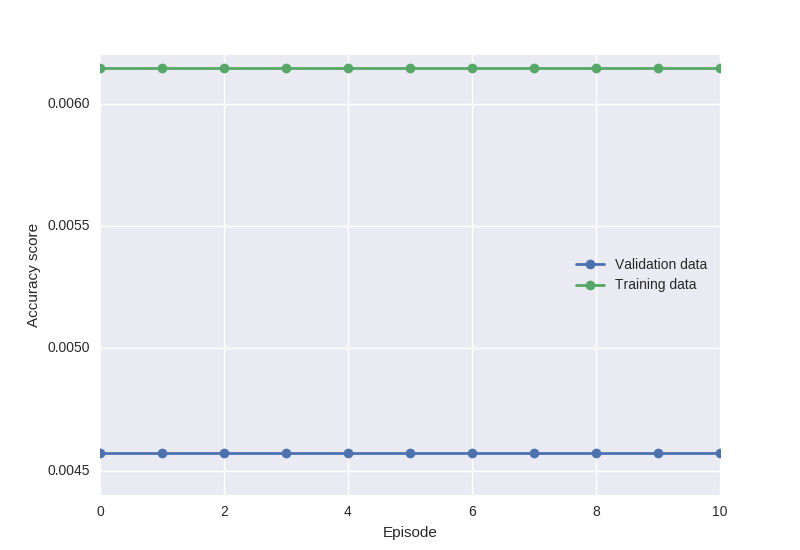 0.0060
0.0055
0.0050
0.0045
Accuracy score
Validation data
Training data
0 2 4 6 8 10
Episode